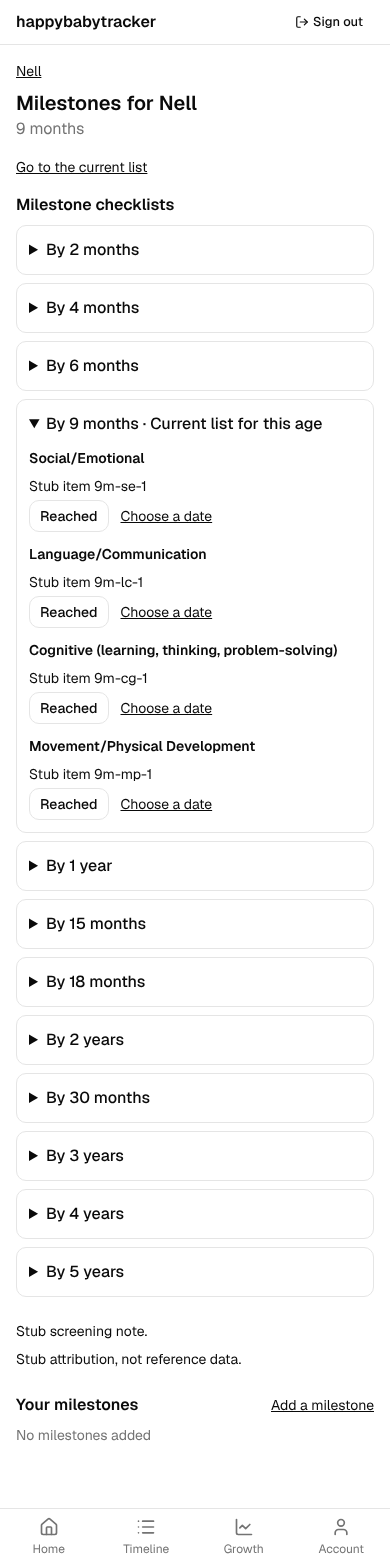 happybabytracker
Sign out
Nell
Milestones for Nell
9 months
Go to the current list
Milestone checklists
By 2 months
By 4 months
By 6 months
By 9 months · Current list for this age
Social/Emotional
Stub item 9m-se-1
Reached Choose a date
Language/Communication
Stub item 9m-lc-1
Reached Choose a date
Cognitive (learning, thinking, problem-solving)
Stub item 9m-cg-1
Reached Choose a date
Movement/Physical Development
Stub item 9m-mp-1
Reached Choose a date
By 1 year
By 15 months
By 18 months
By 2 years
By 30 months
By 3 years
By 4 years
By 5 years
Stub screening note.
Stub attribution, not reference data.
Your milestones Add a milestone
No milestones added
Home Timeline Growth Account